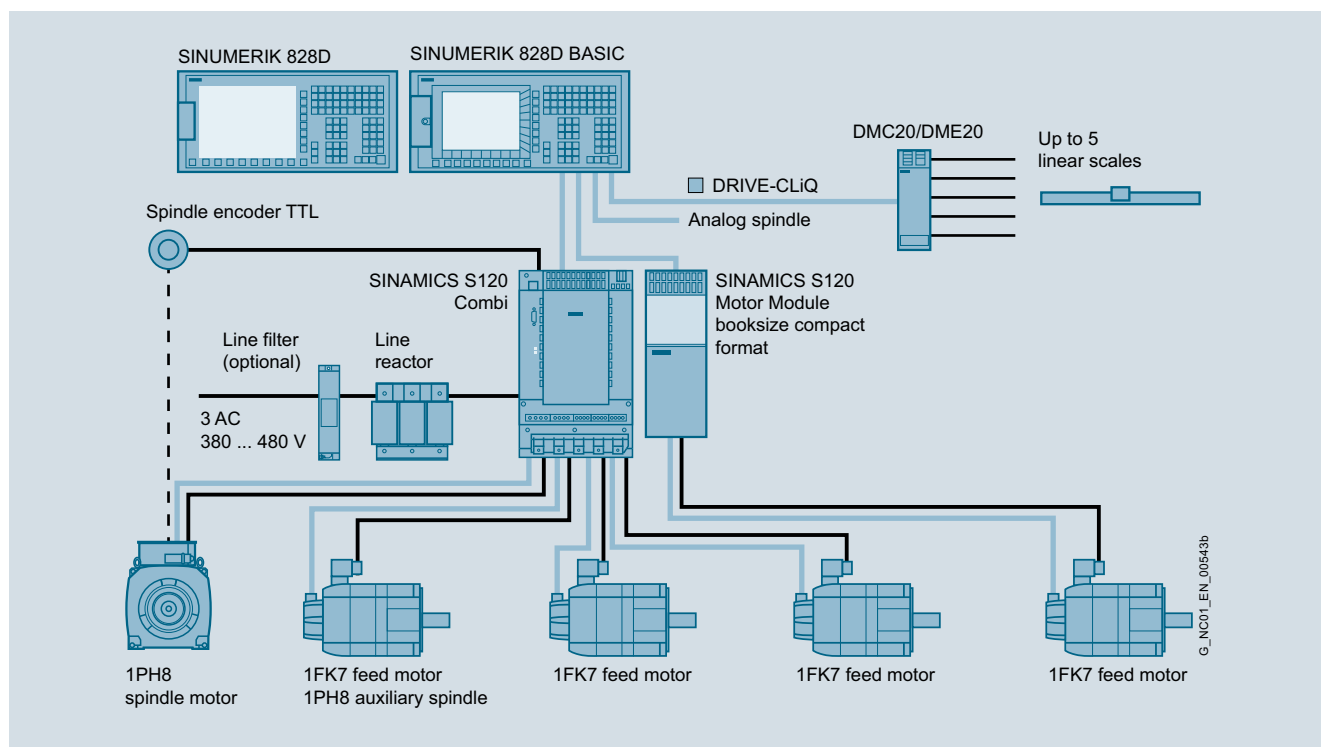 SINUMERIK 828D
SINUMERIK 828D BASIC
DMC20/DME20
Up to 5
linear scales
DRIVE-CLiQ
Analog spindle
Spindle encoder TTL
SINAMICS S120
Combi
SINAMICS S120
Motor Module
booksize compact
format
Line filter
(optional)
Line
reactor
3 AC
380 ... 480 V
1PH8
spindle motor
1FK7 feed motor
1PH8 auxiliary spindle
1FK7 feed motor
1FK7 feed motor
1FK7 feed motor
G_NC01_EN_00543b